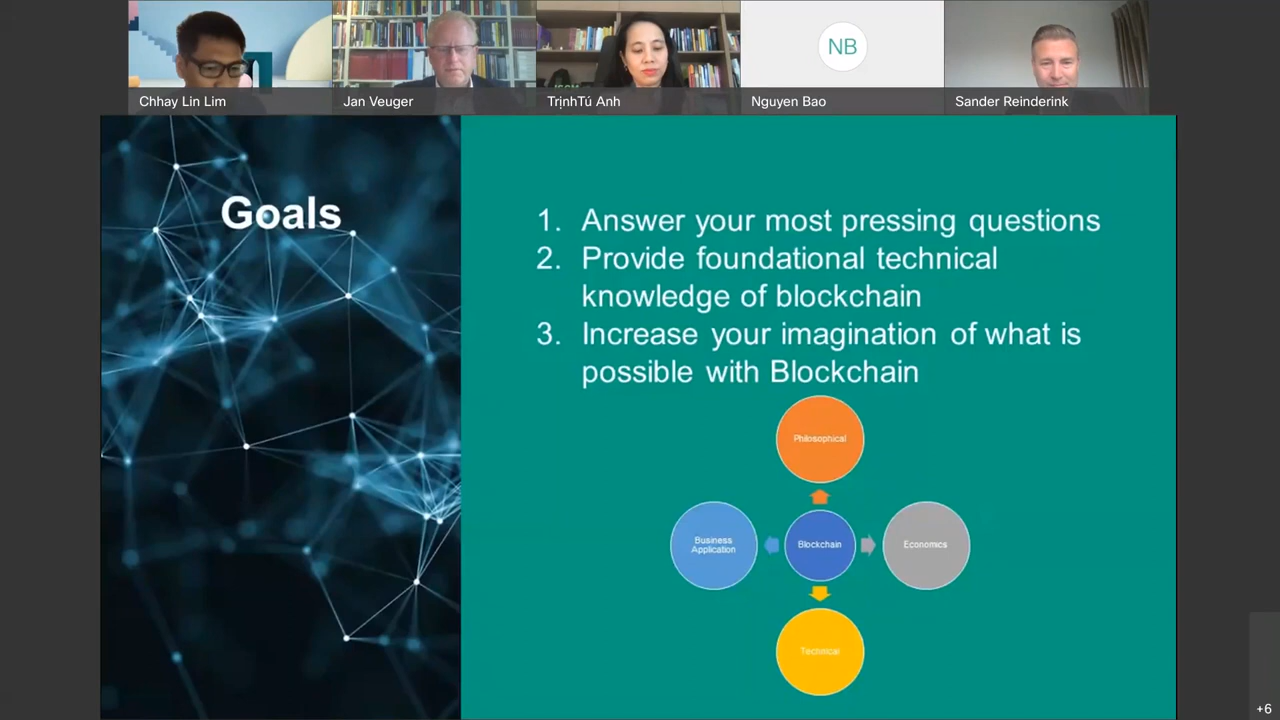 Chhay Lin Lim
Jan Veuger
TrịnhTú Anh
NB
Nguyen Bao
Sander Reinderink
Goals
1. Answer your most pressing questions
2. Provide foundational technical
knowledge of blockchain
3. Increase your imagination of what is
possible with Blockchain
Philosophical
Business
Application
Blockchain
Economics
Technical
+6